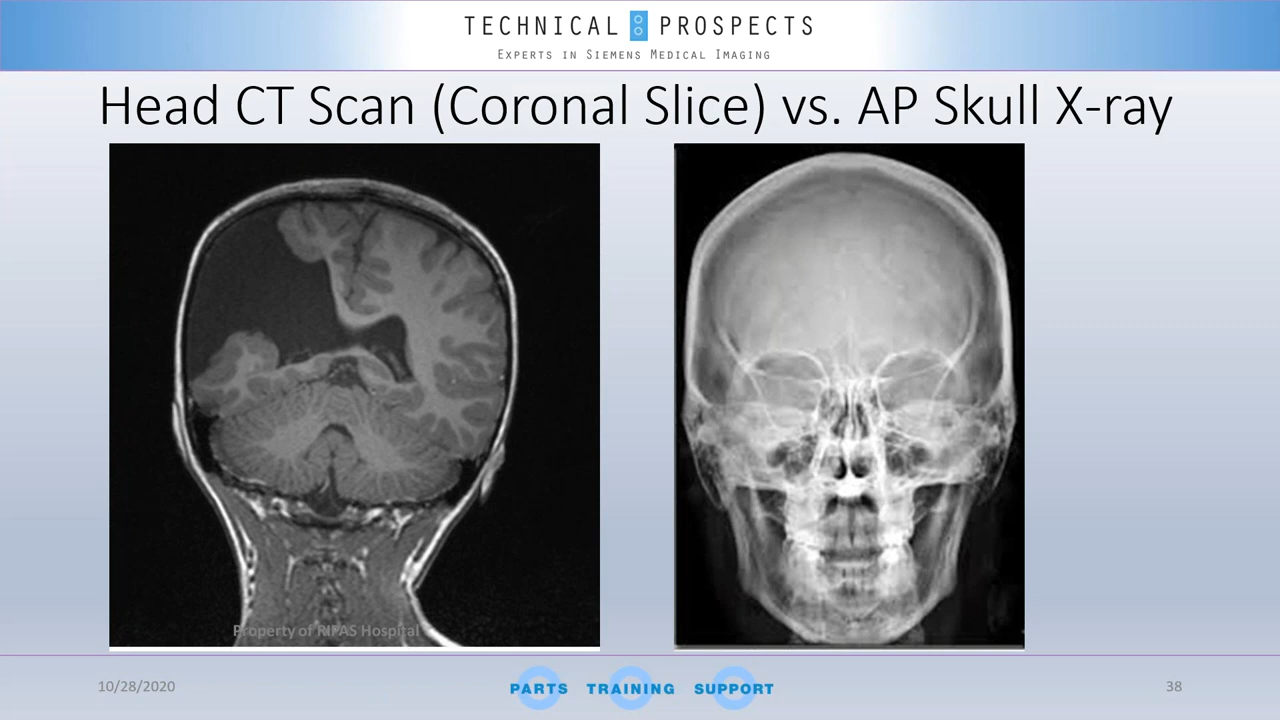 TECHNICAL PROSPECTS
EXPERTS IN SIEMENS MEDICAL IMAGING
Head CT Scan (Coronal Slice) vs. AP Skull X-ray
Property of RIPAS Hospital
10/28/2020
PARTS TRAINING SUPPORT
38